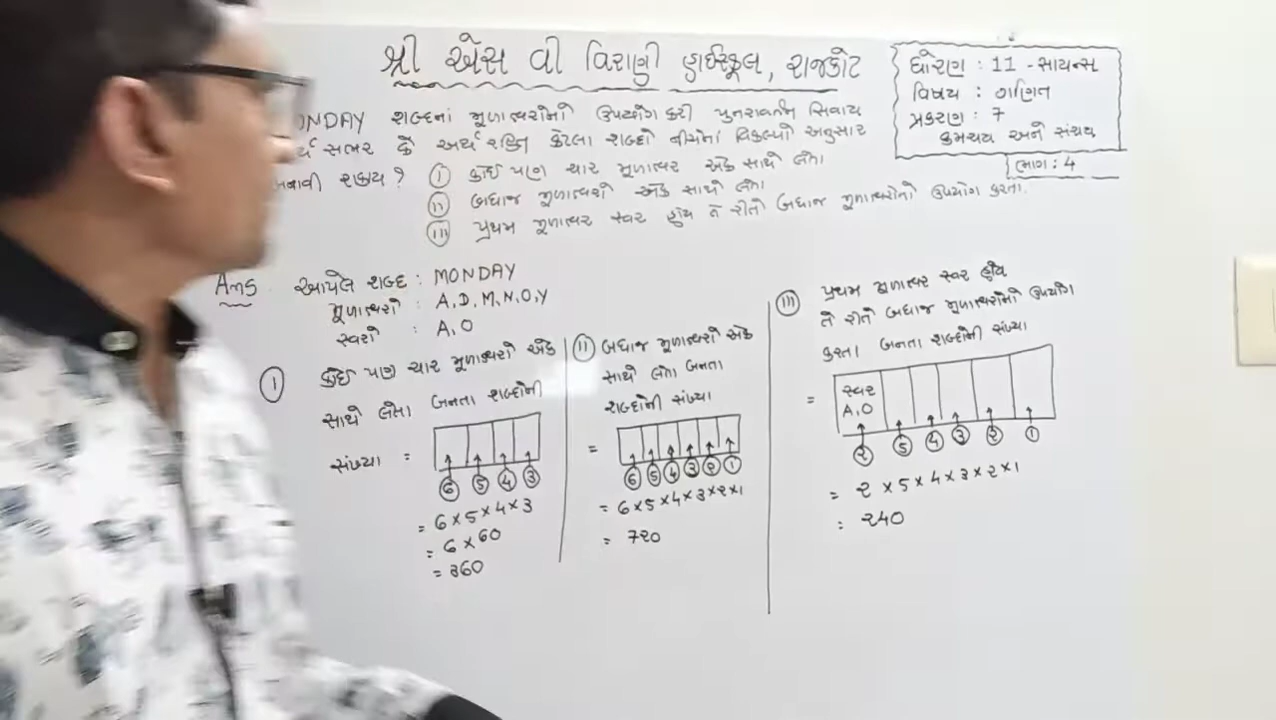 શ્રી એસ વી વિરાણી હાઈસ્કૂલ, રાજકોટ
ધોરણ : 11 - સાયન્સ
વિષય : ગણિત
પ્રકરણ : 7
ક્રમચય અને સંચય
ભાગ : 4
ONDAY શબ્દનાં મૂળાક્ષરોનો ઉપયોગ કરી પુનરાવર્તન સિવાય
સભર કે અર્થ રહિત કેટલા શબ્દો નીચેનાં વિકલ્પો અનુસાર
બનાવી શકાય ? (i) કોઈ પણ ચાર મૂળાક્ષર એક સાથે લેતા
(ii) બધાજ મૂળાક્ષરો એક સાથે લેતા
(iii) પ્રથમ મૂળાક્ષર સ્વર હોય તે રીતે બધાજ મૂળાક્ષરોનો ઉપયોગ કરતા.
Ans આપેલ શબ્દ : MONDAY
મૂળાક્ષરો : A, D, M, N, O, Y
સ્વરો : A, O
(i) કોઈ પણ ચાર મૂળાક્ષરો એક
સાથે લેતા બનતા શબ્દોની
સંખ્યા =
6 5 4 3
= 6 × 5 × 4 × 3
= 6 × 60
= 360
(ii) બધાજ મૂળાક્ષરો એક
સાથે લેતા બનતા
શબ્દોની સંખ્યા
=
6 5 4 3 2 1
= 6 × 5 × 4 × 3 × 2 × 1
= 720
(iii) પ્રથમ મૂળાક્ષર સ્વર હોય
તે રીતે બધાજ મૂળાક્ષરોનો ઉપયોગ
કરતા બનતા શબ્દોની સંખ્યા
= સ્વર
A, O
2 5 4 3 2 1
= 2 × 5 × 4 × 3 × 2 × 1
= 240